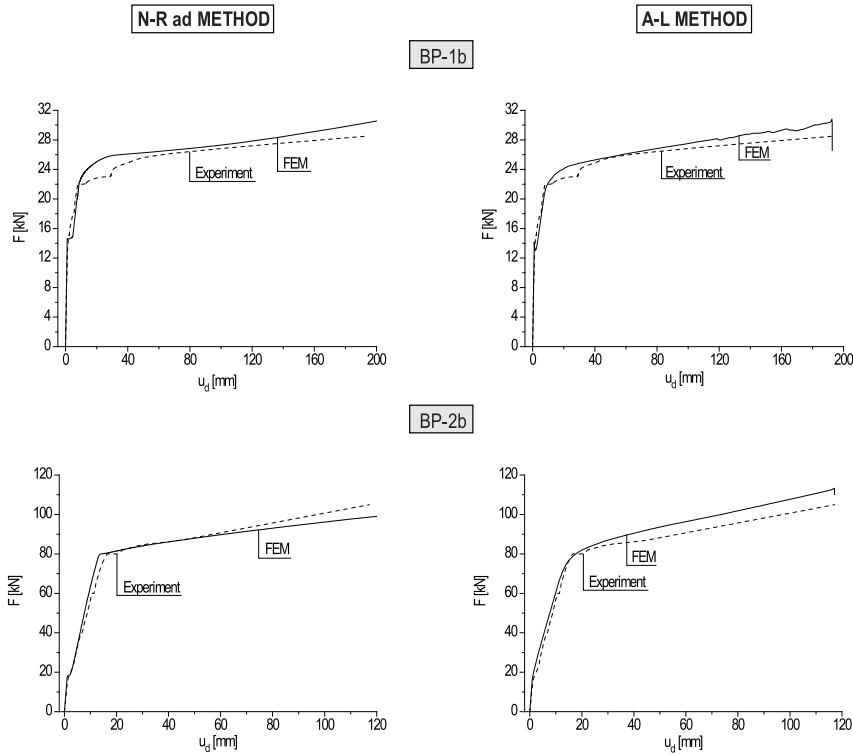 N-R ad METHOD
A-L METHOD
BP-1b
32
28
24
20
16
12
8
4
0
F [kN]
Experiment
FEM
0
40
80
120
160
200
u_d [mm]
32
28
24
20
16
12
8
4
0
F [kN]
Experiment
FEM
0
40
80
120
160
200
u_d [mm]
BP-2b
120
100
80
60
40
20
0
F [kN]
Experiment
FEM
0
20
40
60
80
100
120
u_d [mm]
120
100
80
60
40
20
0
F [kN]
FEM
Experiment
0
20
40
60
80
100
120
u_d [mm]